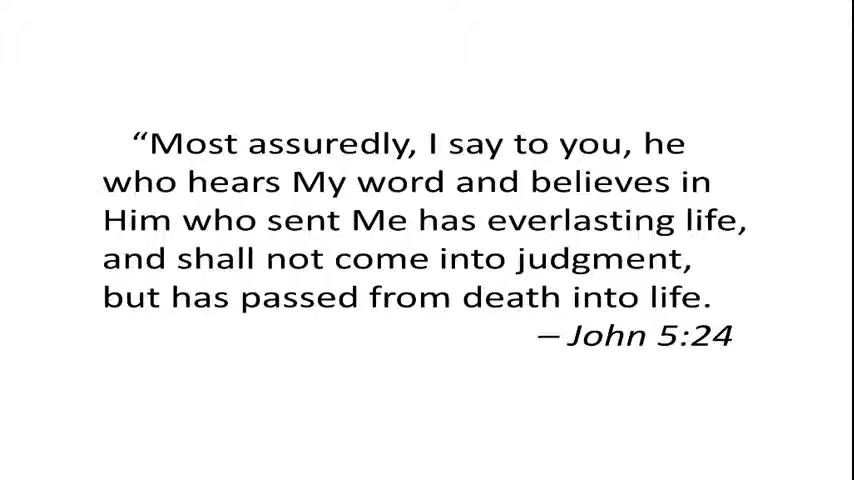 “Most assuredly, I say to you, he
who hears My word and believes in
Him who sent Me has everlasting life,
and shall not come into judgment,
but has passed from death into life.
– John 5:24